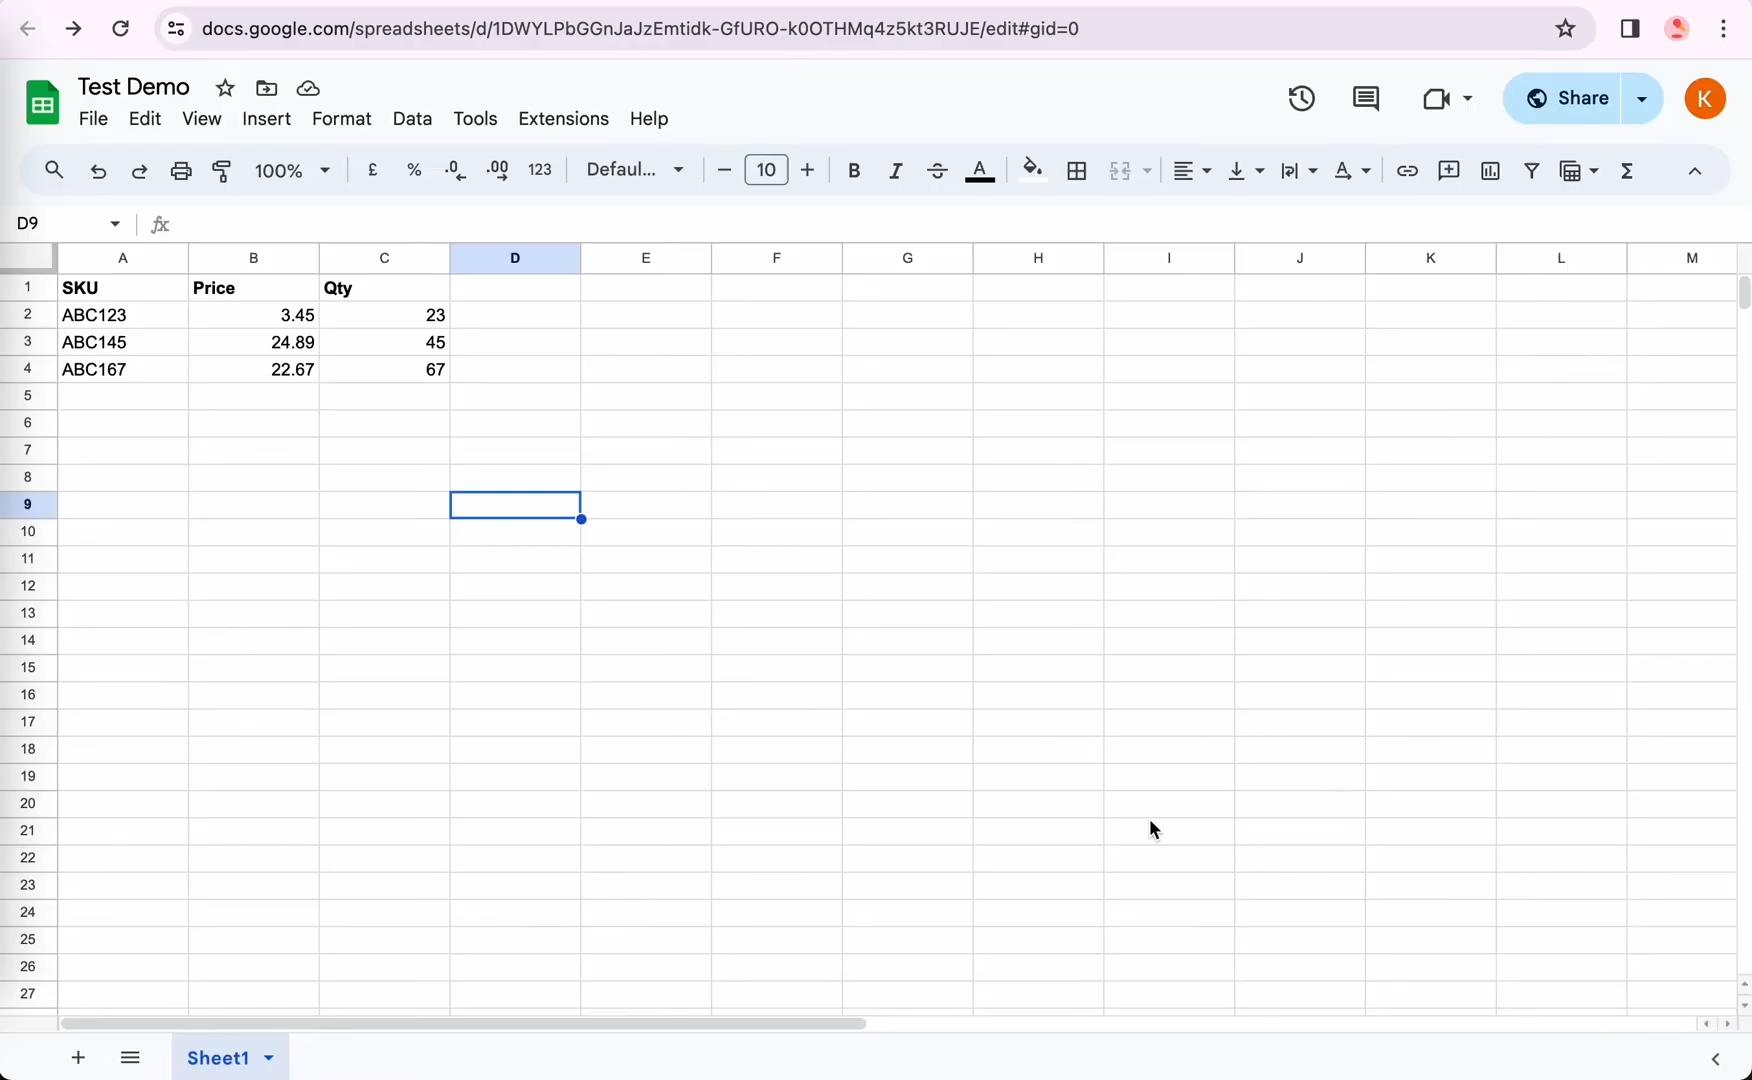 docs.google.com/spreadsheets/d/1DWYLPbGGnJaJzEmtidk-GfURO-k0OTHMq4z5kt3RUJE/edit#gid=0
Test Demo
File Edit View Insert Format Data Tools Extensions Help
Share
K
100% £ % .0 .00 123 Defaul... 10 B I S A A Σ
D9 fx
A B C D E F G H I J K L M
1 SKU Price Qty
2 ABC123 3.45 23
3 ABC145 24.89 45
4 ABC167 22.67 67
5
6
7
8
9
10
11
12
13
14
15
16
17
18
19
20
21
22
23
24
25
26
27
Sheet1